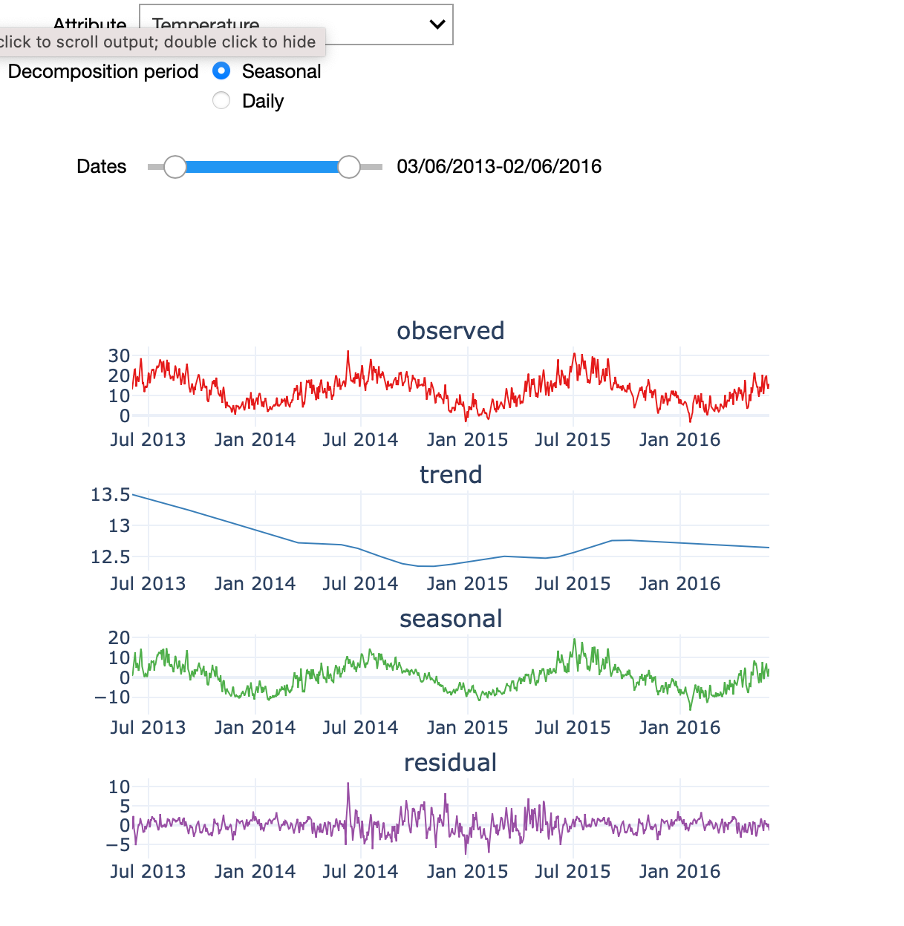 Attribute Temperature
click to scroll output; double click to hide
Decomposition period Seasonal
Daily
Dates 03/06/2013-02/06/2016
observed
30
20
10
0
Jul 2013 Jan 2014 Jul 2014 Jan 2015 Jul 2015 Jan 2016
trend
13.5
13
12.5
Jul 2013 Jan 2014 Jul 2014 Jan 2015 Jul 2015 Jan 2016
seasonal
20
10
0
−10
Jul 2013 Jan 2014 Jul 2014 Jan 2015 Jul 2015 Jan 2016
residual
10
5
0
−5
Jul 2013 Jan 2014 Jul 2014 Jan 2015 Jul 2015 Jan 2016